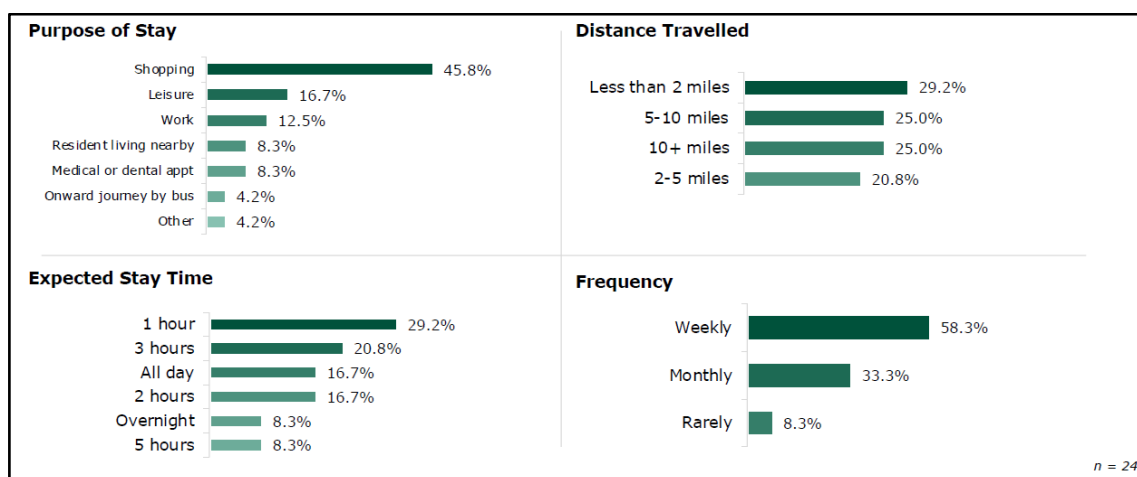 Purpose of Stay
Shopping 45.8%
Leisure 16.7%
Work 12.5%
Resident living nearby 8.3%
Medical or dental appt 8.3%
Onward journey by bus 4.2%
Other 4.2%
Distance Travelled
Less than 2 miles 29.2%
5-10 miles 25.0%
10+ miles 25.0%
2-5 miles 20.8%
Expected Stay Time
1 hour 29.2%
3 hours 20.8%
All day 16.7%
2 hours 16.7%
Overnight 8.3%
5 hours 8.3%
Frequency
Weekly 58.3%
Monthly 33.3%
Rarely 8.3%
n = 24